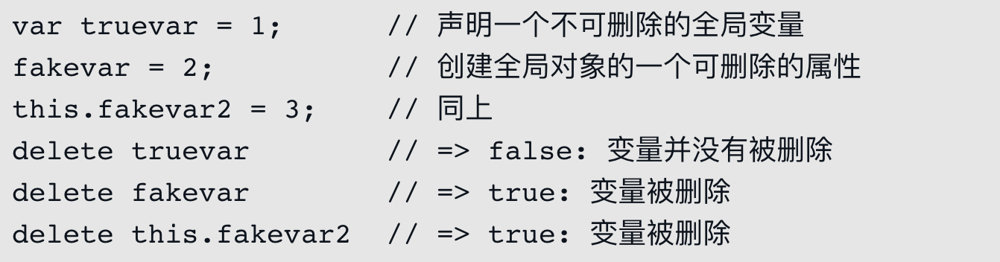 var truevar = 1;      // 声明一个不可删除的全局变量
fakevar = 2;          // 创建全局对象的一个可删除的属性
this.fakevar2 = 3;    // 同上
delete truevar        // => false: 变量并没有被删除
delete fakevar        // => true: 变量被删除
delete this.fakevar2  // => true: 变量被删除